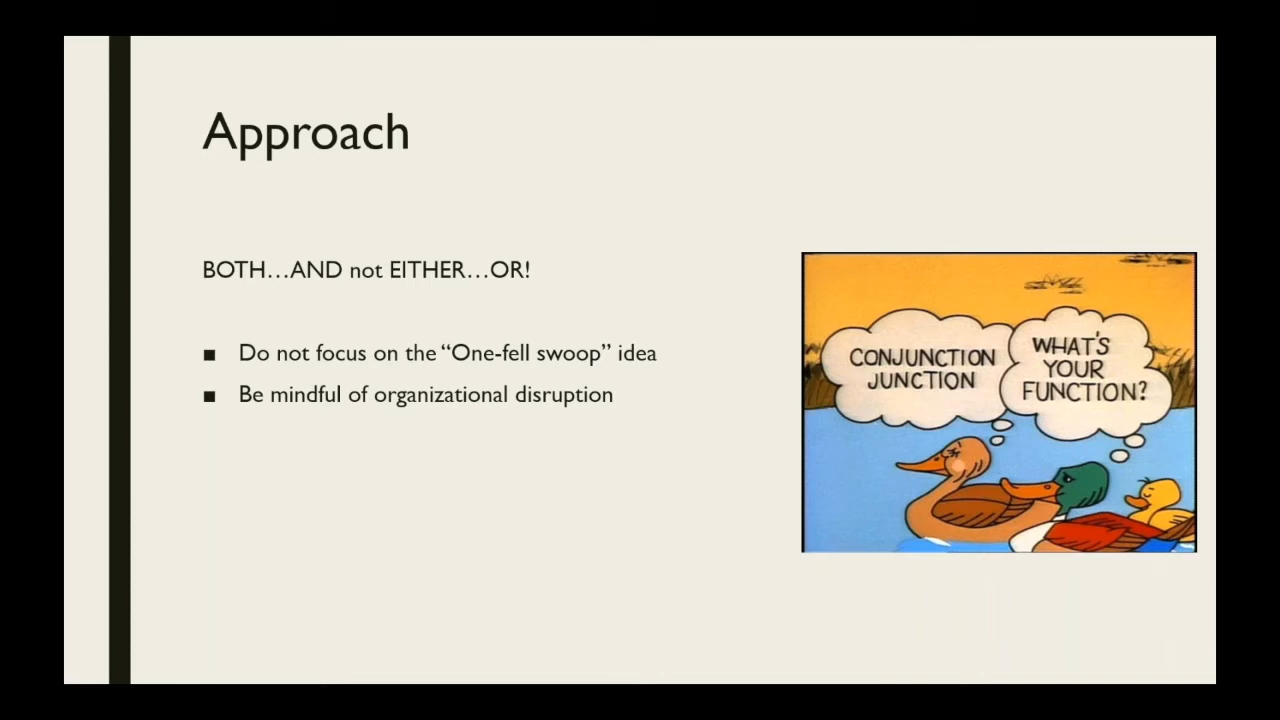 Approach
BOTH…AND not EITHER…OR!
■ Do not focus on the “One-fell swoop” idea
■ Be mindful of organizational disruption
CONJUNCTION
JUNCTION
WHAT'S
YOUR
FUNCTION?